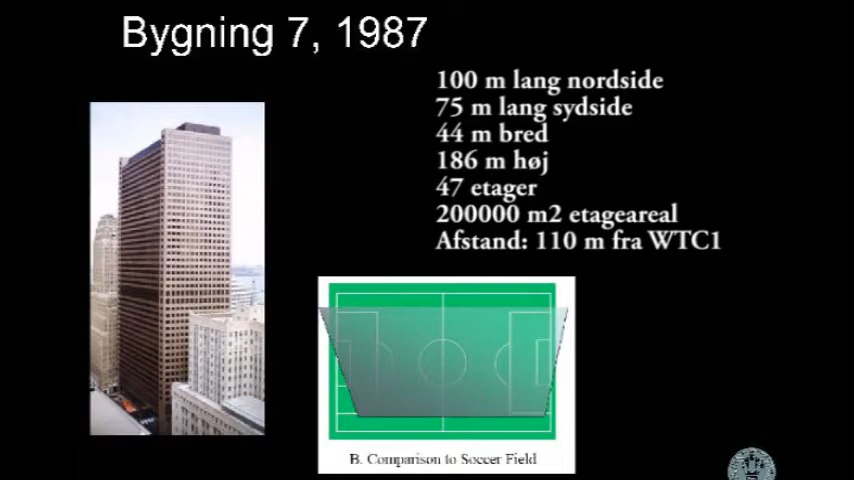 Bygning 7, 1987
100 m lang nordside
75 m lang sydside
44 m bred
186 m høj
47 etager
200000 m2 etageareal
Afstand: 110 m fra WTC1
B. Comparison to Soccer Field